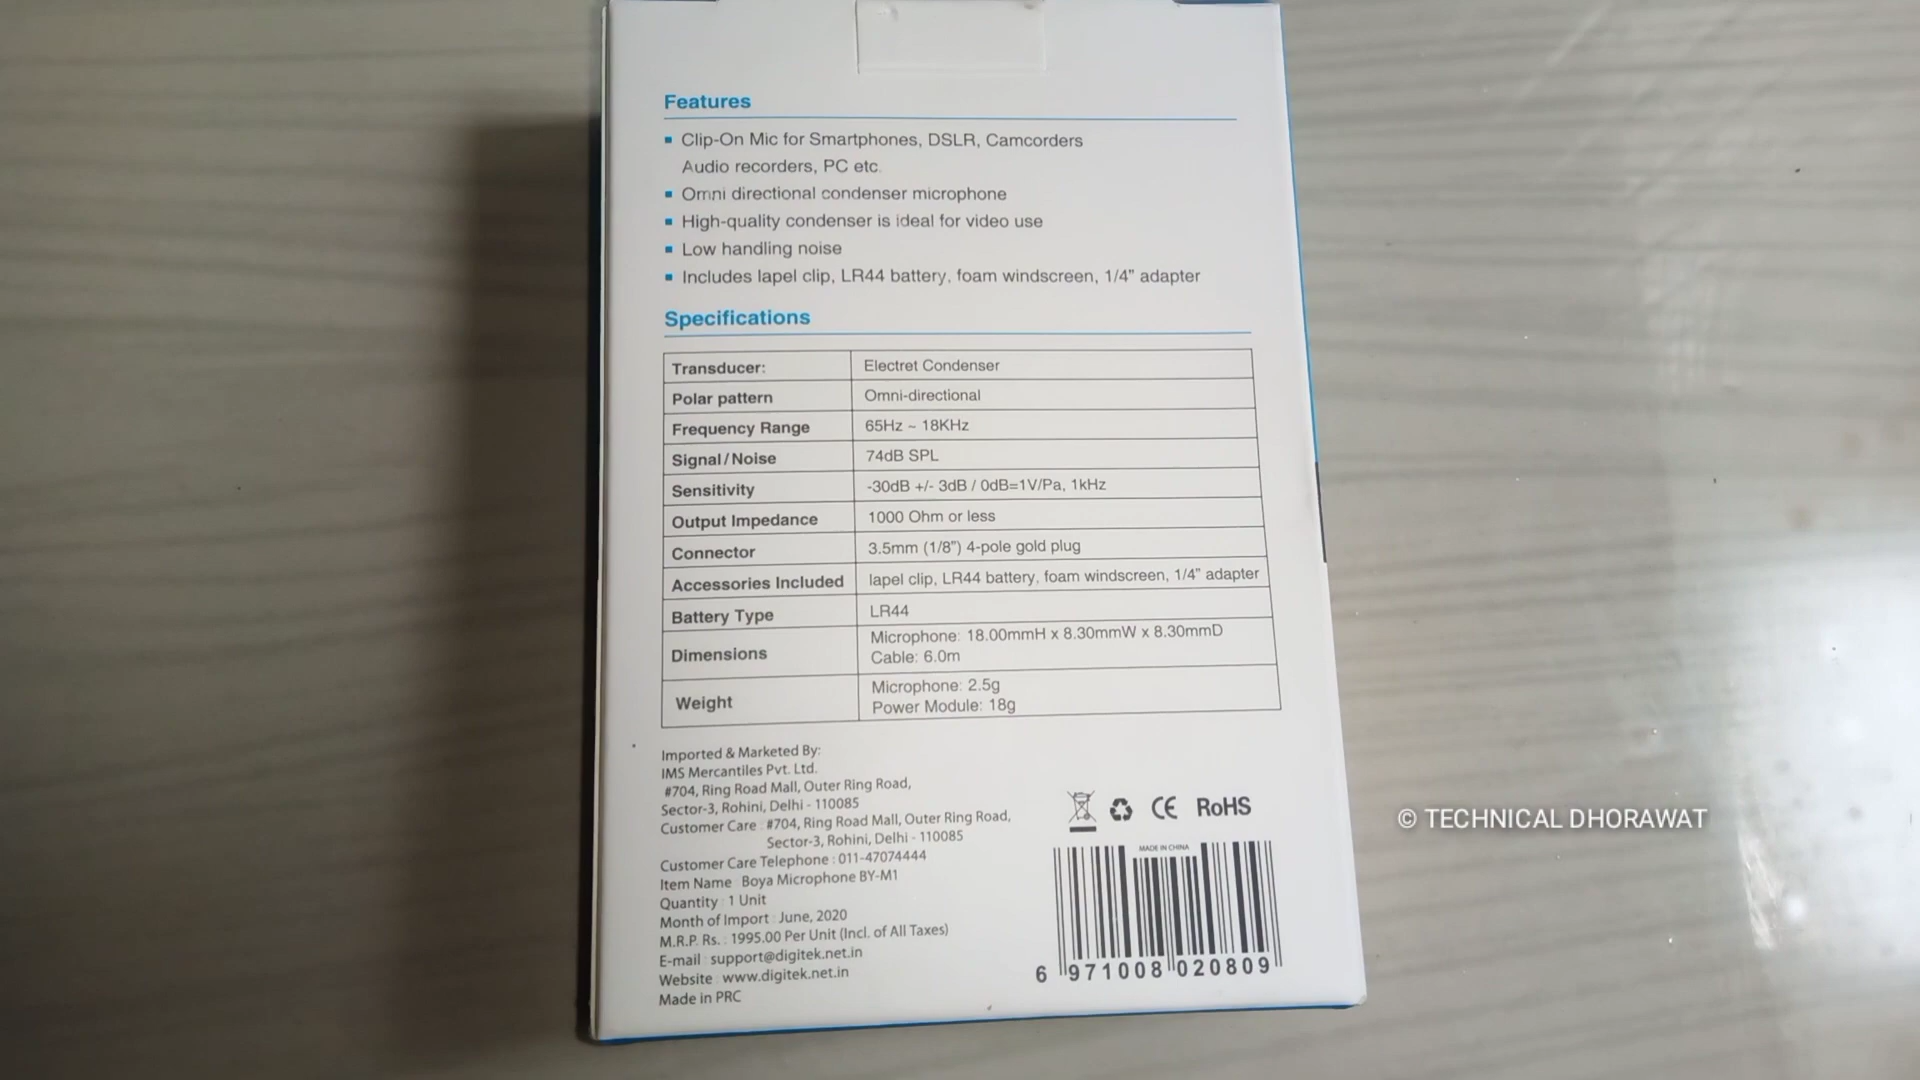 Features
▪ Clip-On Mic for Smartphones, DSLR, Camcorders
Audio recorders, PC etc.
▪ Omni directional condenser microphone
▪ High-quality condenser is ideal for video use
▪ Low handling noise
▪ Includes lapel clip, LR44 battery, foam windscreen, 1/4" adapter
Specifications
Transducer: Electret Condenser
Polar pattern Omni-directional
Frequency Range 65Hz ~ 18KHz
Signal/Noise 74dB SPL
Sensitivity -30dB +/- 3dB / 0dB=1V/Pa, 1kHz
Output Impedance 1000 Ohm or less
Connector 3.5mm (1/8") 4-pole gold plug
Accessories Included lapel clip, LR44 battery, foam windscreen, 1/4" adapter
Battery Type LR44
Dimensions Microphone: 18.00mmH x 8.30mmW x 8.30mmD
Cable: 6.0m
Weight Microphone: 2.5g
Power Module: 18g
Imported & Marketed By:
IMS Mercantiles Pvt. Ltd.
#704, Ring Road Mall, Outer Ring Road,
Sector-3, Rohini, Delhi - 110085
Customer Care : #704, Ring Road Mall, Outer Ring Road,
Sector-3, Rohini, Delhi - 110085
Customer Care Telephone : 011-47074444
Item Name : Boya Microphone BY-M1
Quantity : 1 Unit
Month of Import : June, 2020
M.R.P. Rs. : 1995.00 Per Unit (Incl. of All Taxes)
E-mail : support@digitek.net.in
Website : www.digitek.net.in
Made in PRC
CE RoHS
MADE IN CHINA
6 971008 020809
© TECHNICAL DHORAWAT